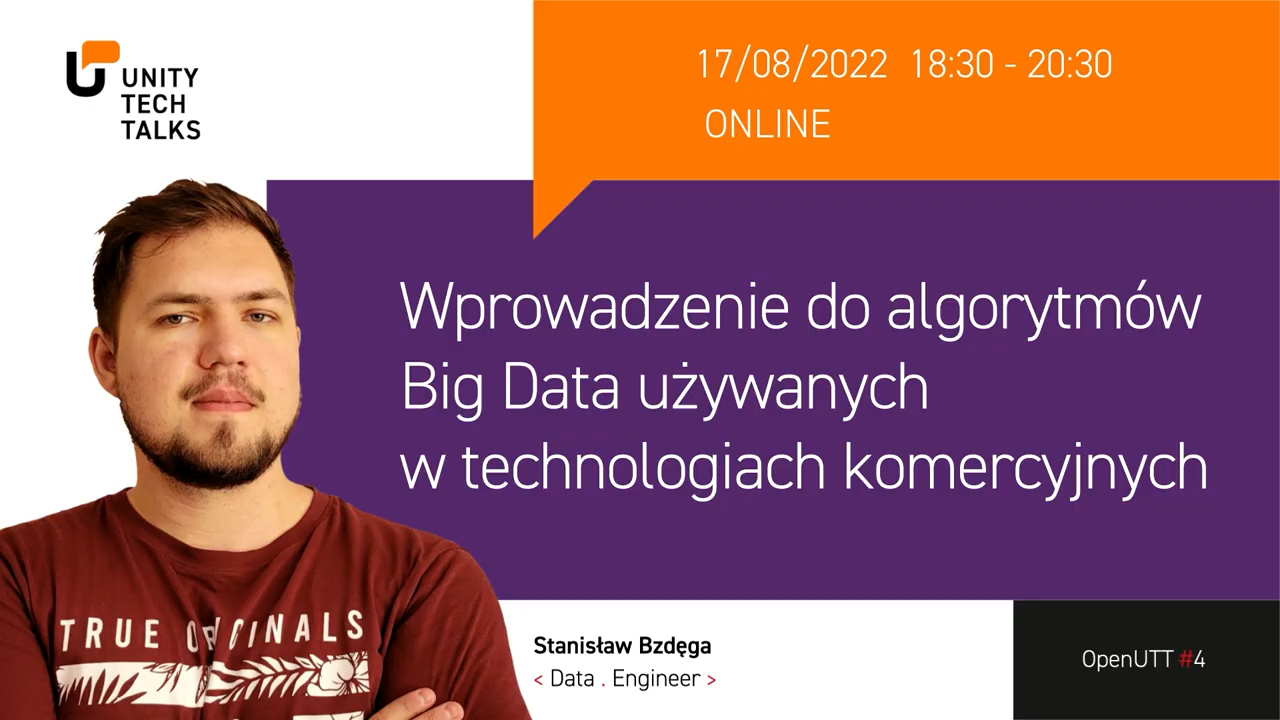 UNITY
TECH
TALKS
17/08/2022 18:30 - 20:30
ONLINE
Wprowadzenie do algorytmów
Big Data używanych
w technologiach komercyjnych
TRUE ORIGINALS
Stanisław Bzdęga
< Data . Engineer >
OpenUTT #4